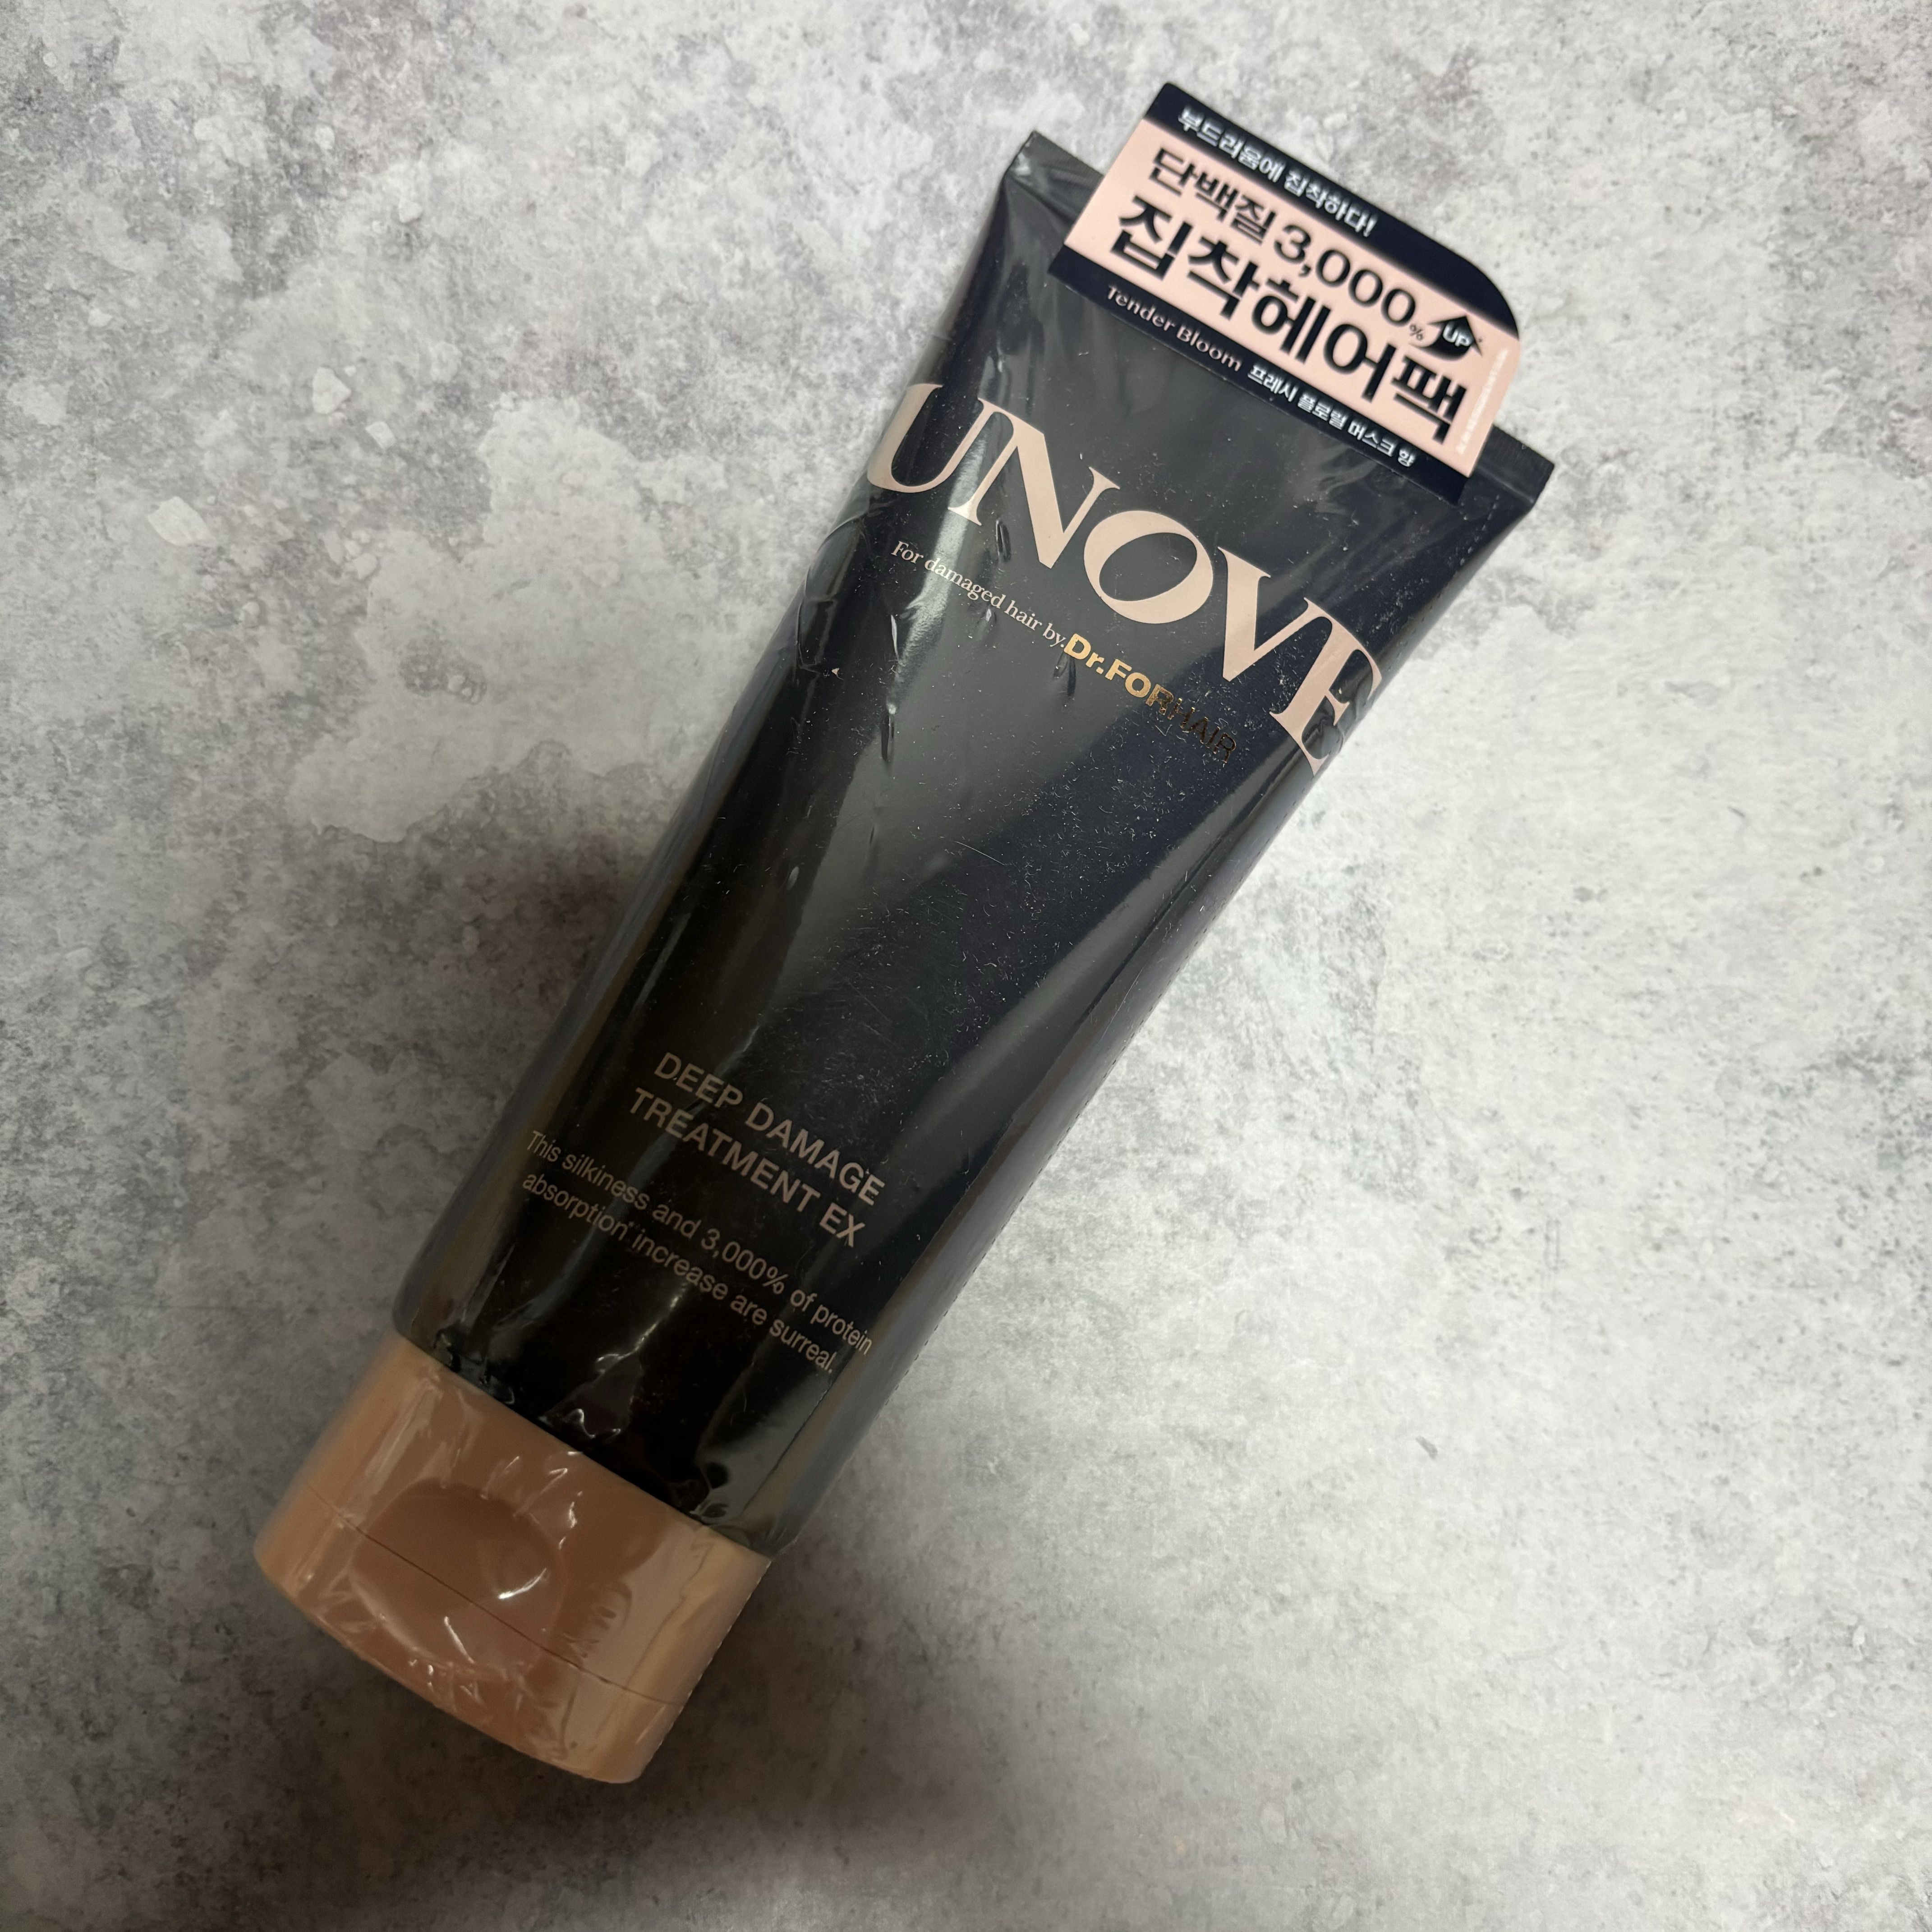 부드러움에 집착하다!
단백질 3,000% UP
집착헤어팩
Tender Bloom 프레시 플로럴 머스크 향
UNOVE
For damaged hair by.Dr.FORHAIR
DEEP DAMAGE
TREATMENT EX
This silkiness and 3,000% of protein
absorption* increase are surreal.